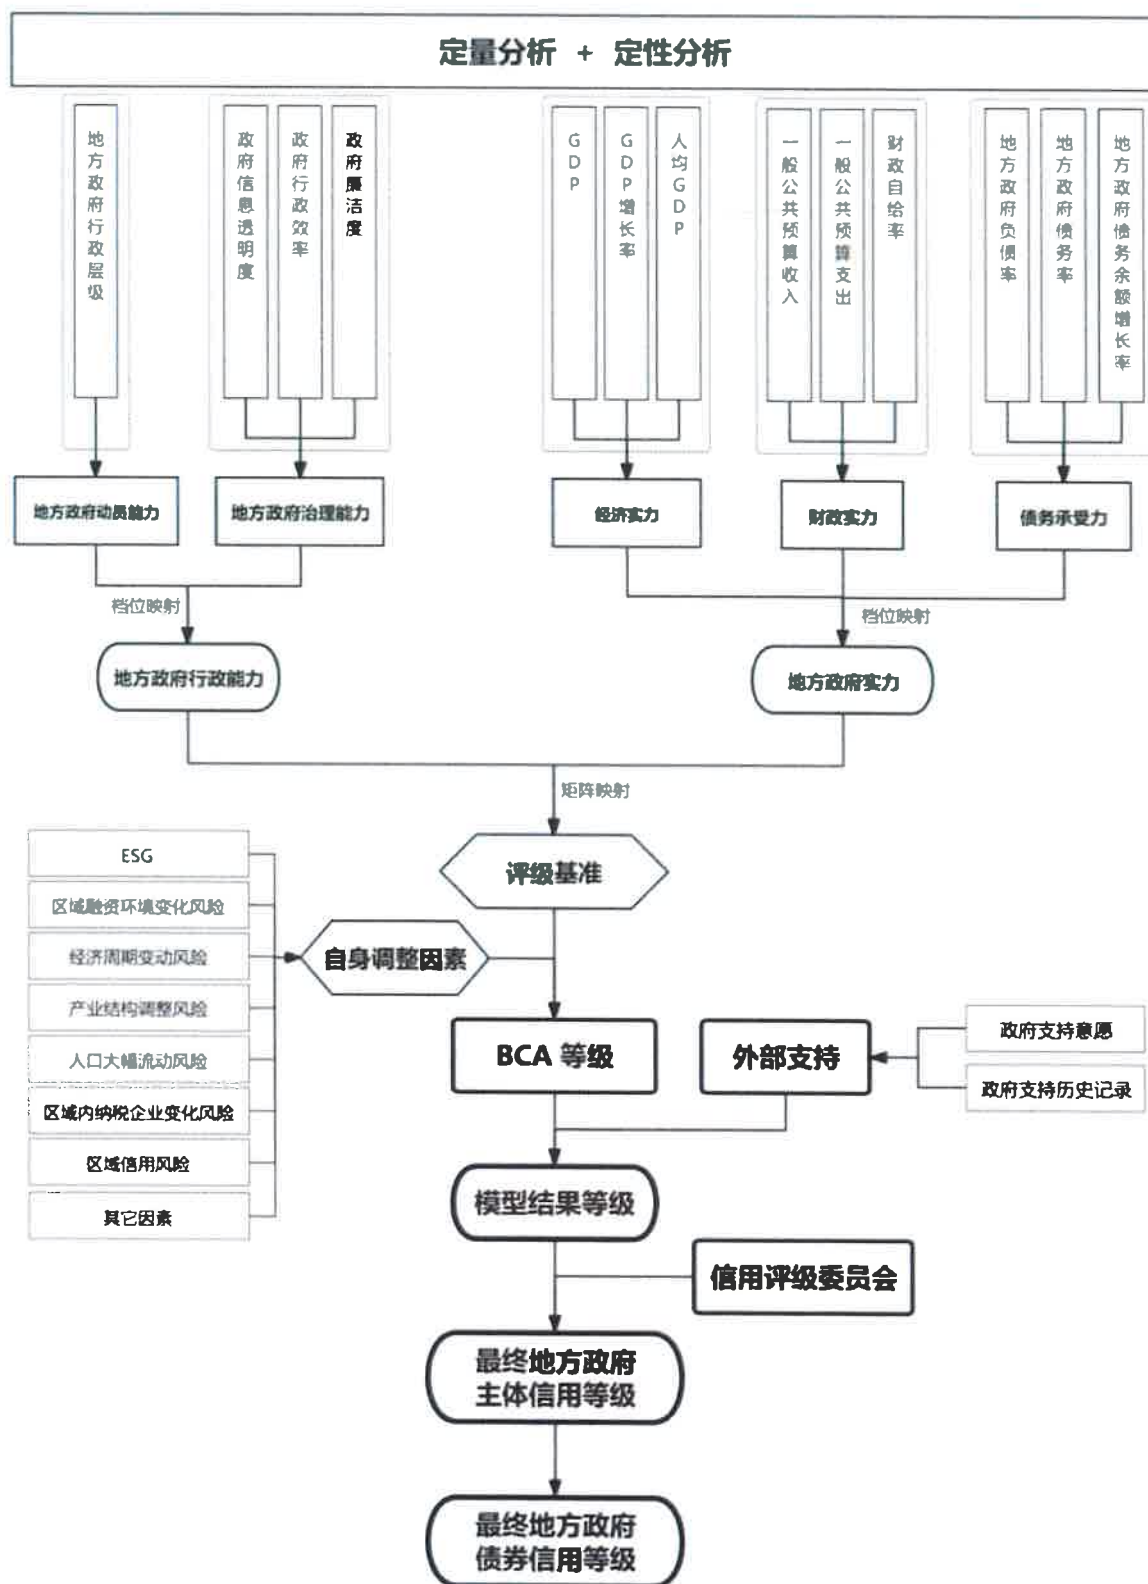 定量分析 + 定性分析
地方政府行政层级
政府信息透明度
政府行政效率
政府廉洁度
GDP
GDP增长率
人均GDP
一般公共预算收入
一般公共预算支出
财政自给率
地方政府负债率
地方政府债务率
地方政府债务余额增长率
地方政府动员能力
地方政府治理能力
经济实力
财政实力
债务承受力
档位映射
档位映射
地方政府行政能力
地方政府实力
矩阵映射
评级基准
ESG
区域融资环境变化风险
经济周期变动风险
产业结构调整风险
人口大幅流动风险
区域内纳税企业变化风险
区域信用风险
其它因素
自身调整因素
BCA 等级
外部支持
政府支持意愿
政府支持历史记录
模型结果等级
信用评级委员会
最终地方政府
主体信用等级
最终地方政府
债券信用等级